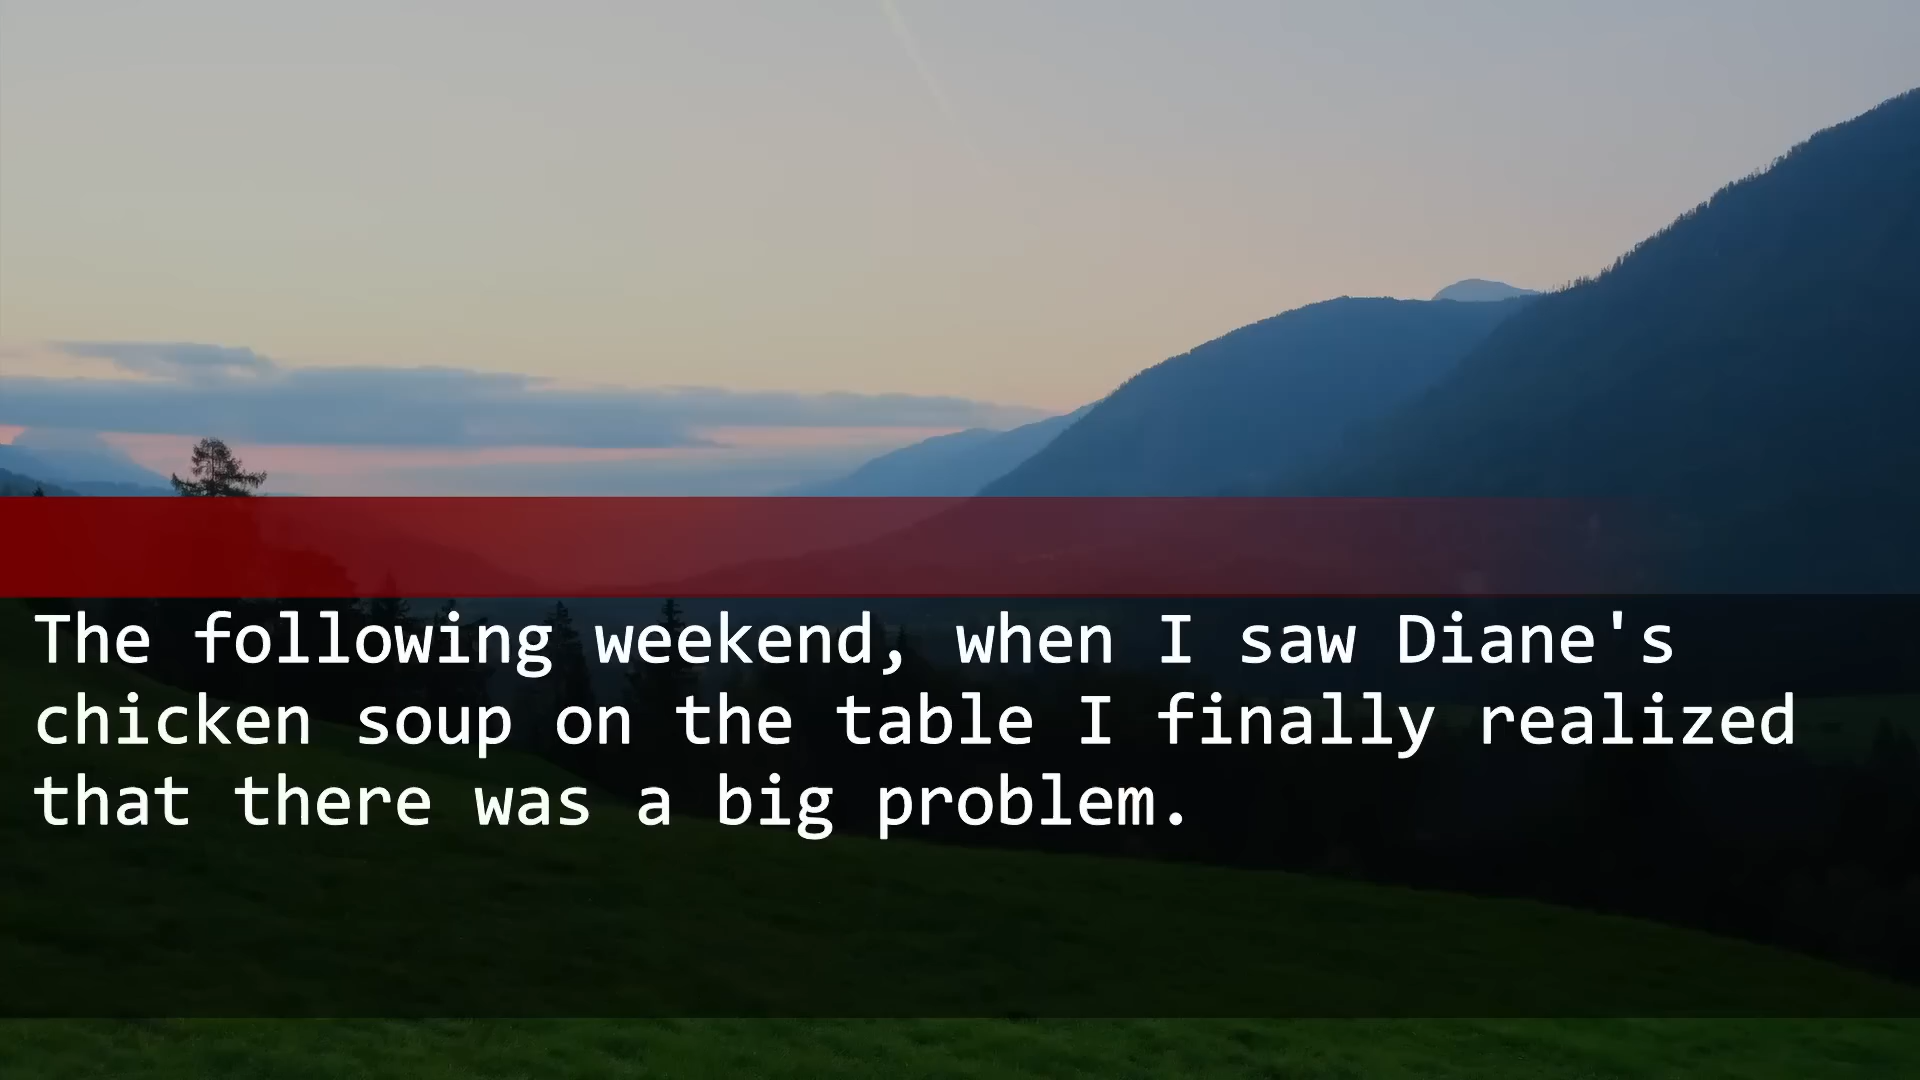 The following weekend, when I saw Diane's
chicken soup on the table I finally realized
that there was a big problem.